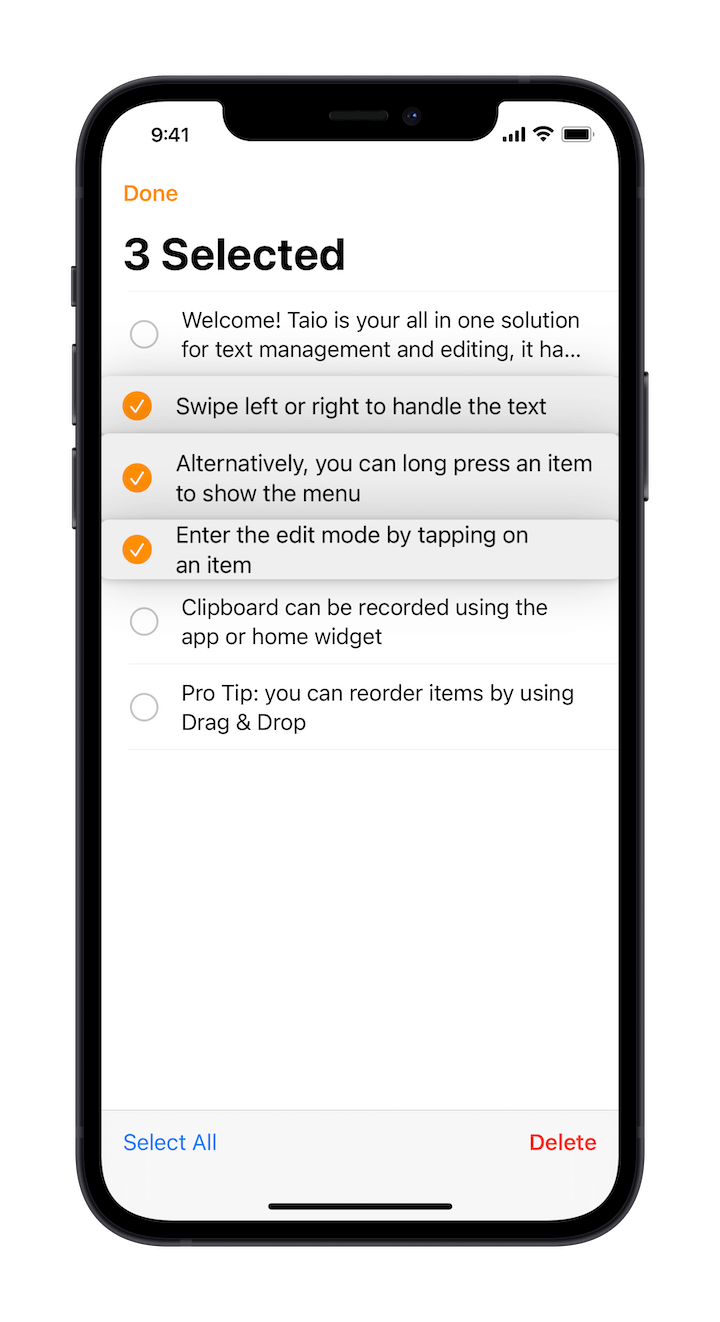 9:41
Done
3 Selected
Welcome! Taio is your all in one solution
for text management and editing, it ha...
Swipe left or right to handle the text
Alternatively, you can long press an item
to show the menu
Enter the edit mode by tapping on
an item
Clipboard can be recorded using the
app or home widget
Pro Tip: you can reorder items by using
Drag & Drop
Select All
Delete